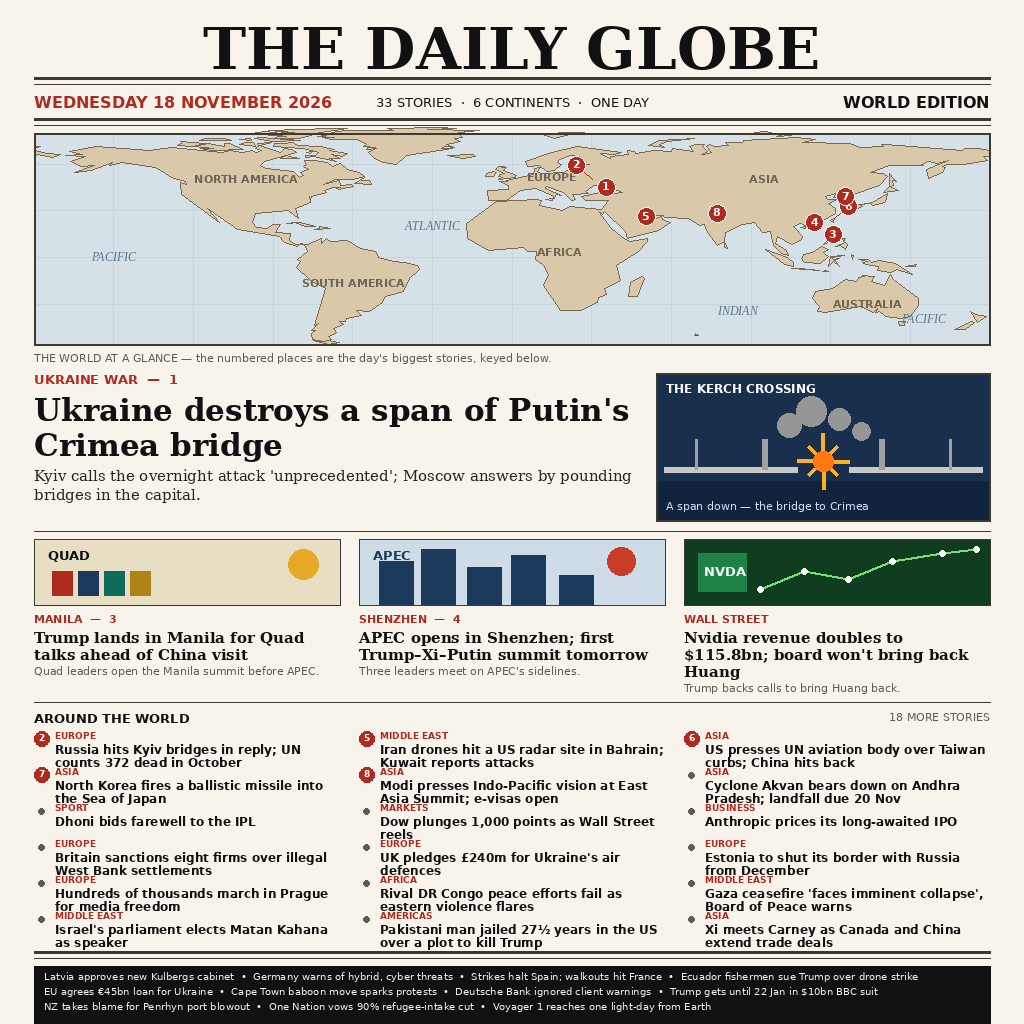 THE DAILY GLOBE
WEDNESDAY 18 NOVEMBER 2026
33 STORIES · 6 CONTINENTS · ONE DAY
WORLD EDITION
NORTH AMERICA
EUROPE
ASIA
ATLANTIC
PACIFIC
AFRICA
SOUTH AMERICA
INDIAN
AUSTRALIA
PACIFIC
2
1
7
6
5
8
4
3
THE WORLD AT A GLANCE — the numbered places are the day's biggest stories, keyed below.
UKRAINE WAR — 1
Ukraine destroys a span of Putin's
Crimea bridge
Kyiv calls the overnight attack 'unprecedented'; Moscow answers by pounding
bridges in the capital.
THE KERCH CROSSING
A span down — the bridge to Crimea
QUAD
MANILA — 3
Trump lands in Manila for Quad
talks ahead of China visit
Quad leaders open the Manila summit before APEC.
APEC
SHENZHEN — 4
APEC opens in Shenzhen; first
Trump–Xi–Putin summit tomorrow
Three leaders meet on APEC's sidelines.
NVDA
WALL STREET
Nvidia revenue doubles to
$115.8bn; board won't bring back
Huang
Trump backs calls to bring Huang back.
AROUND THE WORLD
18 MORE STORIES
2 EUROPE
Russia hits Kyiv bridges in reply; UN
counts 372 dead in October
5 MIDDLE EAST
Iran drones hit a US radar site in Bahrain;
Kuwait reports attacks
6 ASIA
US presses UN aviation body over Taiwan
curbs; China hits back
7 ASIA
North Korea fires a ballistic missile into
the Sea of Japan
8 ASIA
Modi presses Indo-Pacific vision at East
Asia Summit; e-visas open
ASIA
Cyclone Akvan bears down on Andhra
Pradesh; landfall due 20 Nov
SPORT
Dhoni bids farewell to the IPL
MARKETS
Dow plunges 1,000 points as Wall Street
reels
BUSINESS
Anthropic prices its long-awaited IPO
EUROPE
Britain sanctions eight firms over illegal
West Bank settlements
EUROPE
UK pledges £240m for Ukraine's air
defences
EUROPE
Estonia to shut its border with Russia
from December
EUROPE
Hundreds of thousands march in Prague
for media freedom
AFRICA
Rival DR Congo peace efforts fail as
eastern violence flares
MIDDLE EAST
Gaza ceasefire 'faces imminent collapse',
Board of Peace warns
MIDDLE EAST
Israel's parliament elects Matan Kahana
as speaker
AMERICAS
Pakistani man jailed 27½ years in the US
over a plot to kill Trump
ASIA
Xi meets Carney as Canada and China
extend trade deals
Latvia approves new Kulbergs cabinet • Germany warns of hybrid, cyber threats • Strikes halt Spain; walkouts hit France • Ecuador fishermen sue Trump over drone strike
EU agrees €45bn loan for Ukraine • Cape Town baboon move sparks protests • Deutsche Bank ignored client warnings • Trump gets until 22 Jan in $10bn BBC suit
NZ takes blame for Penrhyn port blowout • One Nation vows 90% refugee-intake cut • Voyager 1 reaches one light-day from Earth